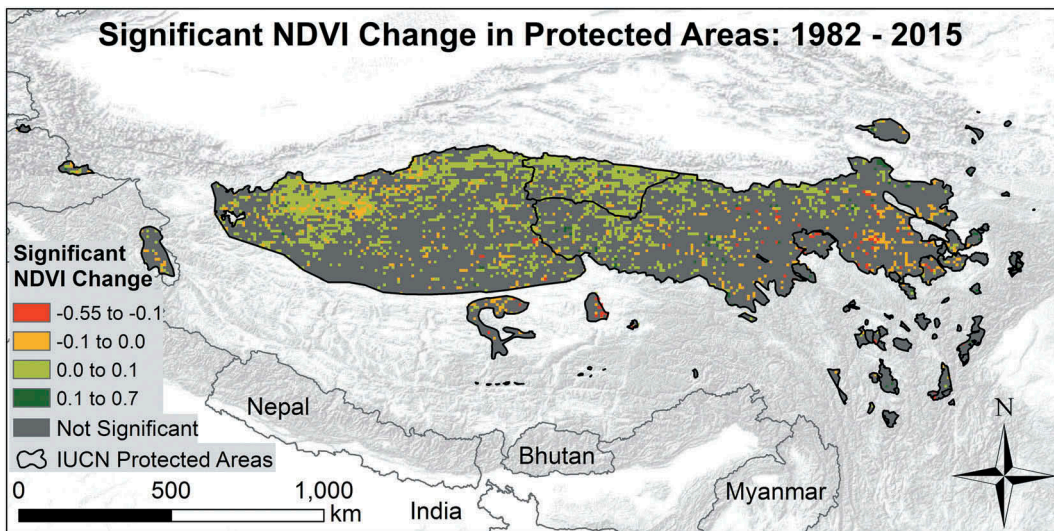 Significant NDVI Change in Protected Areas: 1982 - 2015
Significant
NDVI Change
-0.55 to -0.1
-0.1 to 0.0
0.0 to 0.1
0.1 to 0.7
Not Significant
IUCN Protected Areas
0 500 1,000
km
Nepal
Bhutan
India
Myanmar
N